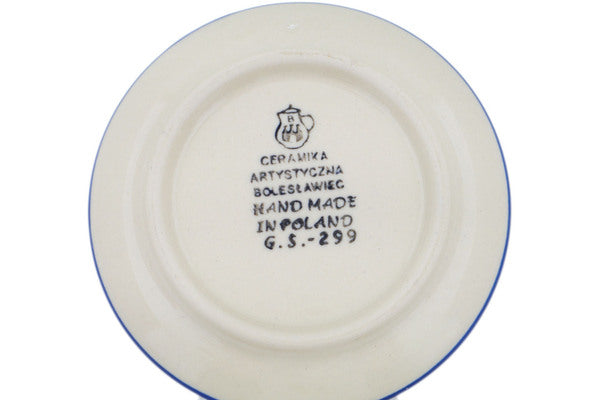 B
CERAMIKA
ARTYSTYCZNA
BOLESŁAWIEC
HAND MADE
IN POLAND
G.S.-299